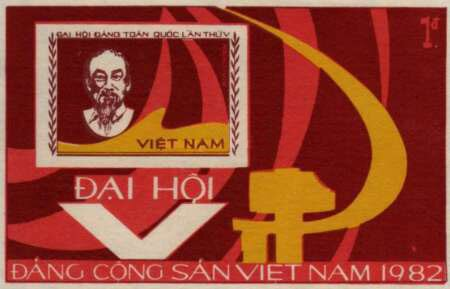 1đ
ĐẠI HỘI ĐẢNG TOÀN QUỐC LẦN THỨ V
VIỆT NAM
ĐẠI HỘI
V
ĐẢNG CỘNG SẢN VIỆT NAM 1982